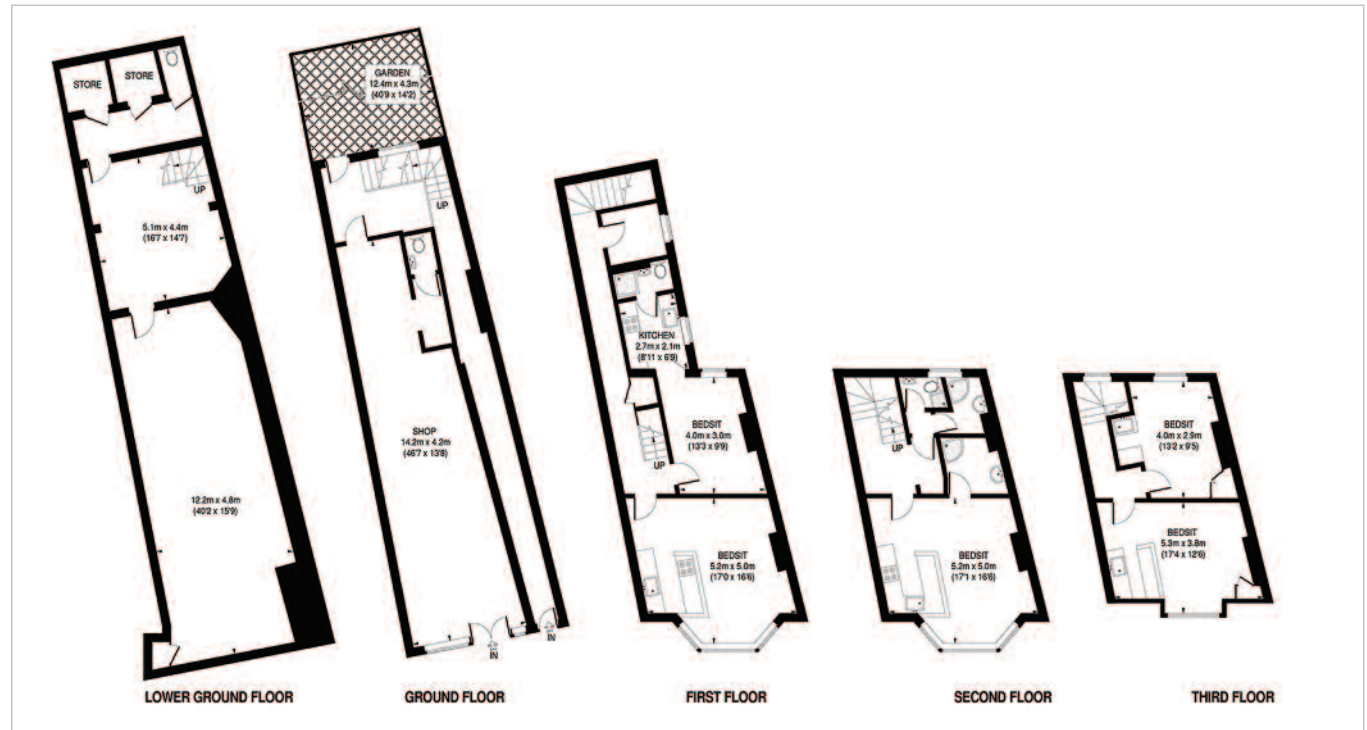 STORE
STORE
UP
5.1m x 4.4m
(16'7 x 14'7)
12.2m x 4.8m
(40'2 x 15'9)
LOWER GROUND FLOOR
GARDEN
12.4m x 4.3m
(40'9 x 14'2)
UP
SHOP
14.2m x 4.2m
(46'7 x 13'8)
IN
IN
GROUND FLOOR
KITCHEN
2.7m x 2.1m
(8'11 x 6'9)
BEDSIT
4.0m x 3.0m
(13'3 x 9'9)
UP
BEDSIT
5.2m x 5.0m
(17'0 x 16'6)
FIRST FLOOR
UP
BEDSIT
5.2m x 5.0m
(17'1 x 16'6)
SECOND FLOOR
BEDSIT
4.0m x 2.9m
(13'2 x 9'5)
BEDSIT
5.3m x 3.8m
(17'4 x 12'6)
THIRD FLOOR